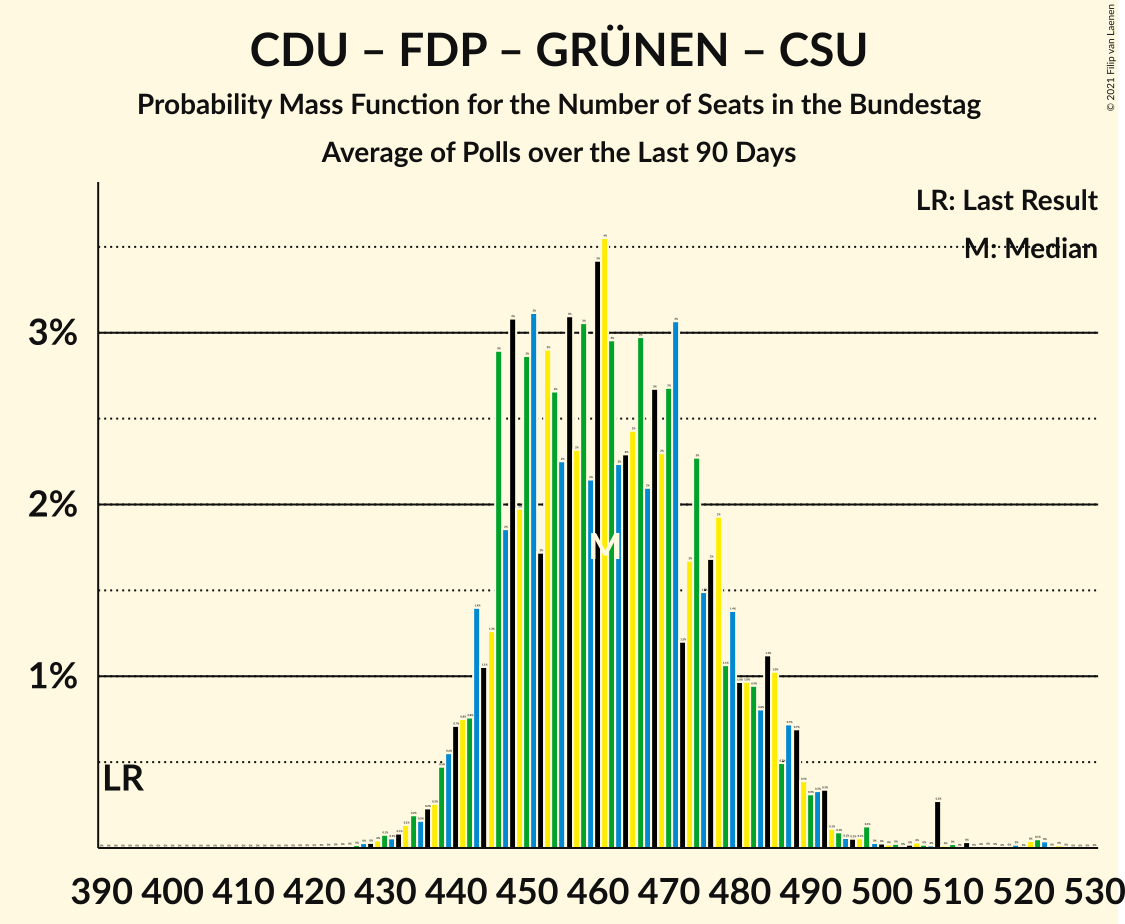 CDU – FDP – GRÜNEN – CSU
Probability Mass Function for the Number of Seats in the Bundestag
Average of Polls over the Last 90 Days
© 2021 Filip van Laenen
LR: Last Result
M: Median
3%
2%
1%
LR
M
390 400 410 420 430 440 450 460 470 480 490 500 510 520 530